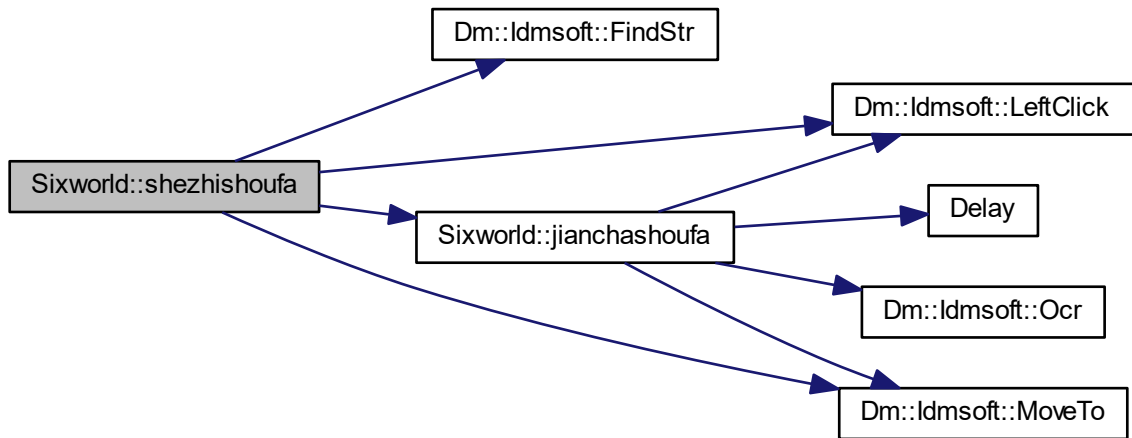 Dm::Idmsoft::FindStr
Dm::Idmsoft::LeftClick
Sixworld::shezhishoufa
Delay
Sixworld::jianchashoufa
Dm::Idmsoft::Ocr
Dm::Idmsoft::MoveTo